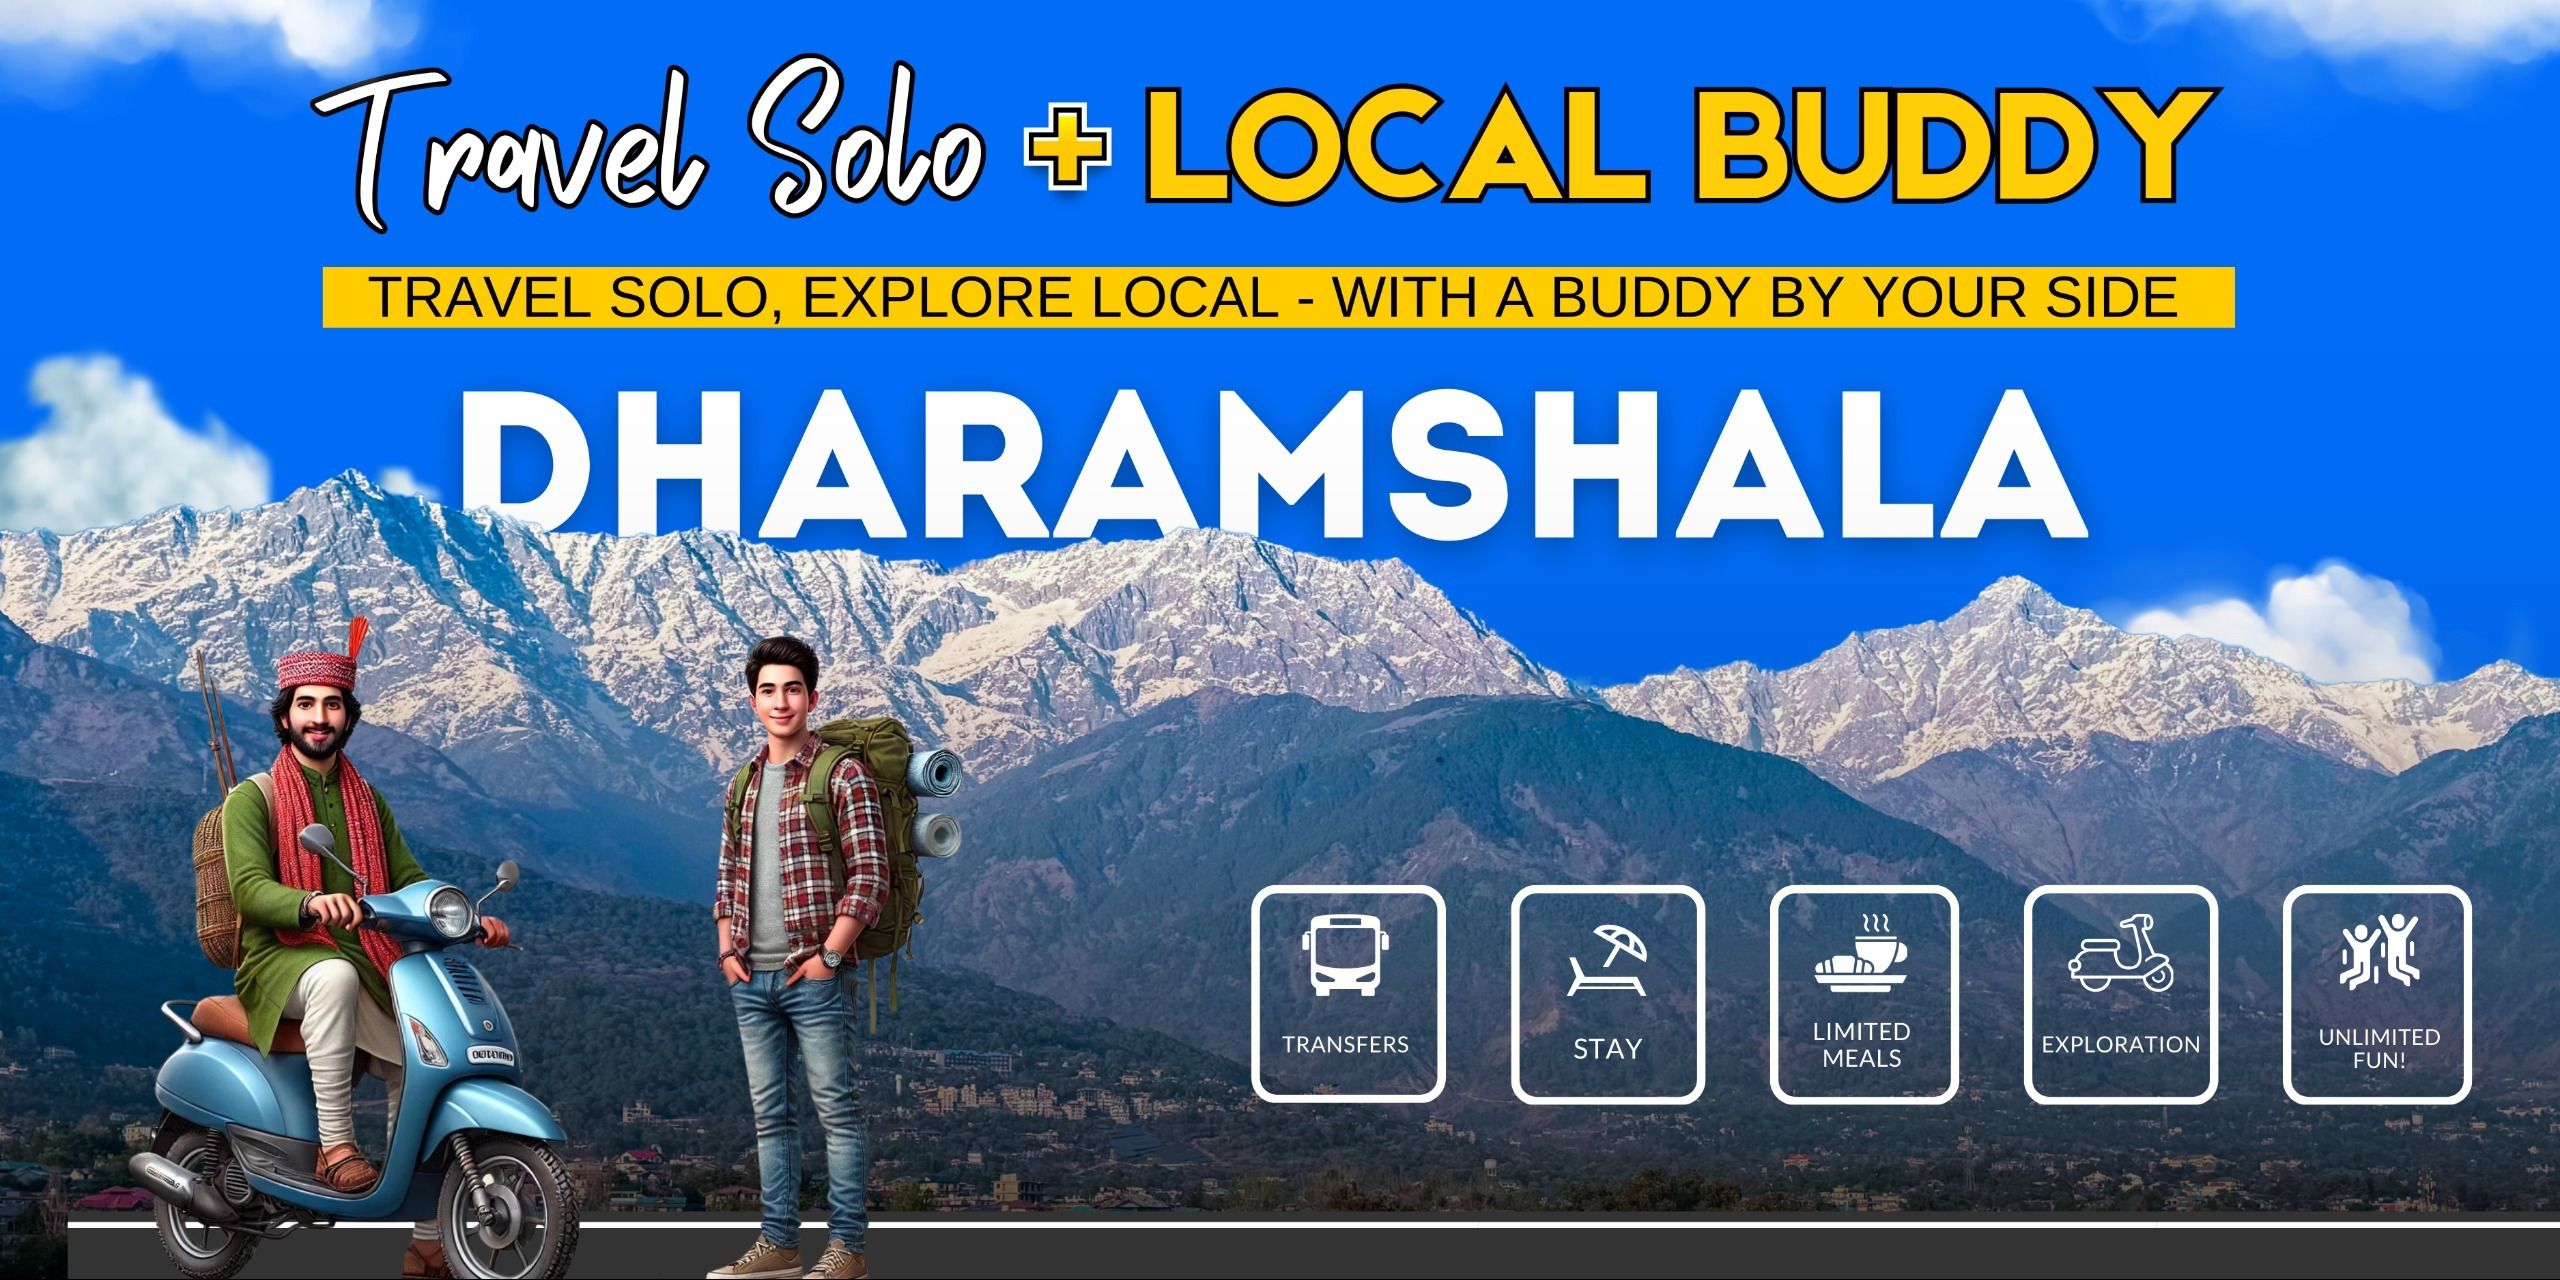 Travel Solo + LOCAL BUDDY
TRAVEL SOLO, EXPLORE LOCAL - WITH A BUDDY BY YOUR SIDE
DHARAMSHALA
TRANSFERS
STAY
LIMITED
MEALS
EXPLORATION
UNLIMITED
FUN!